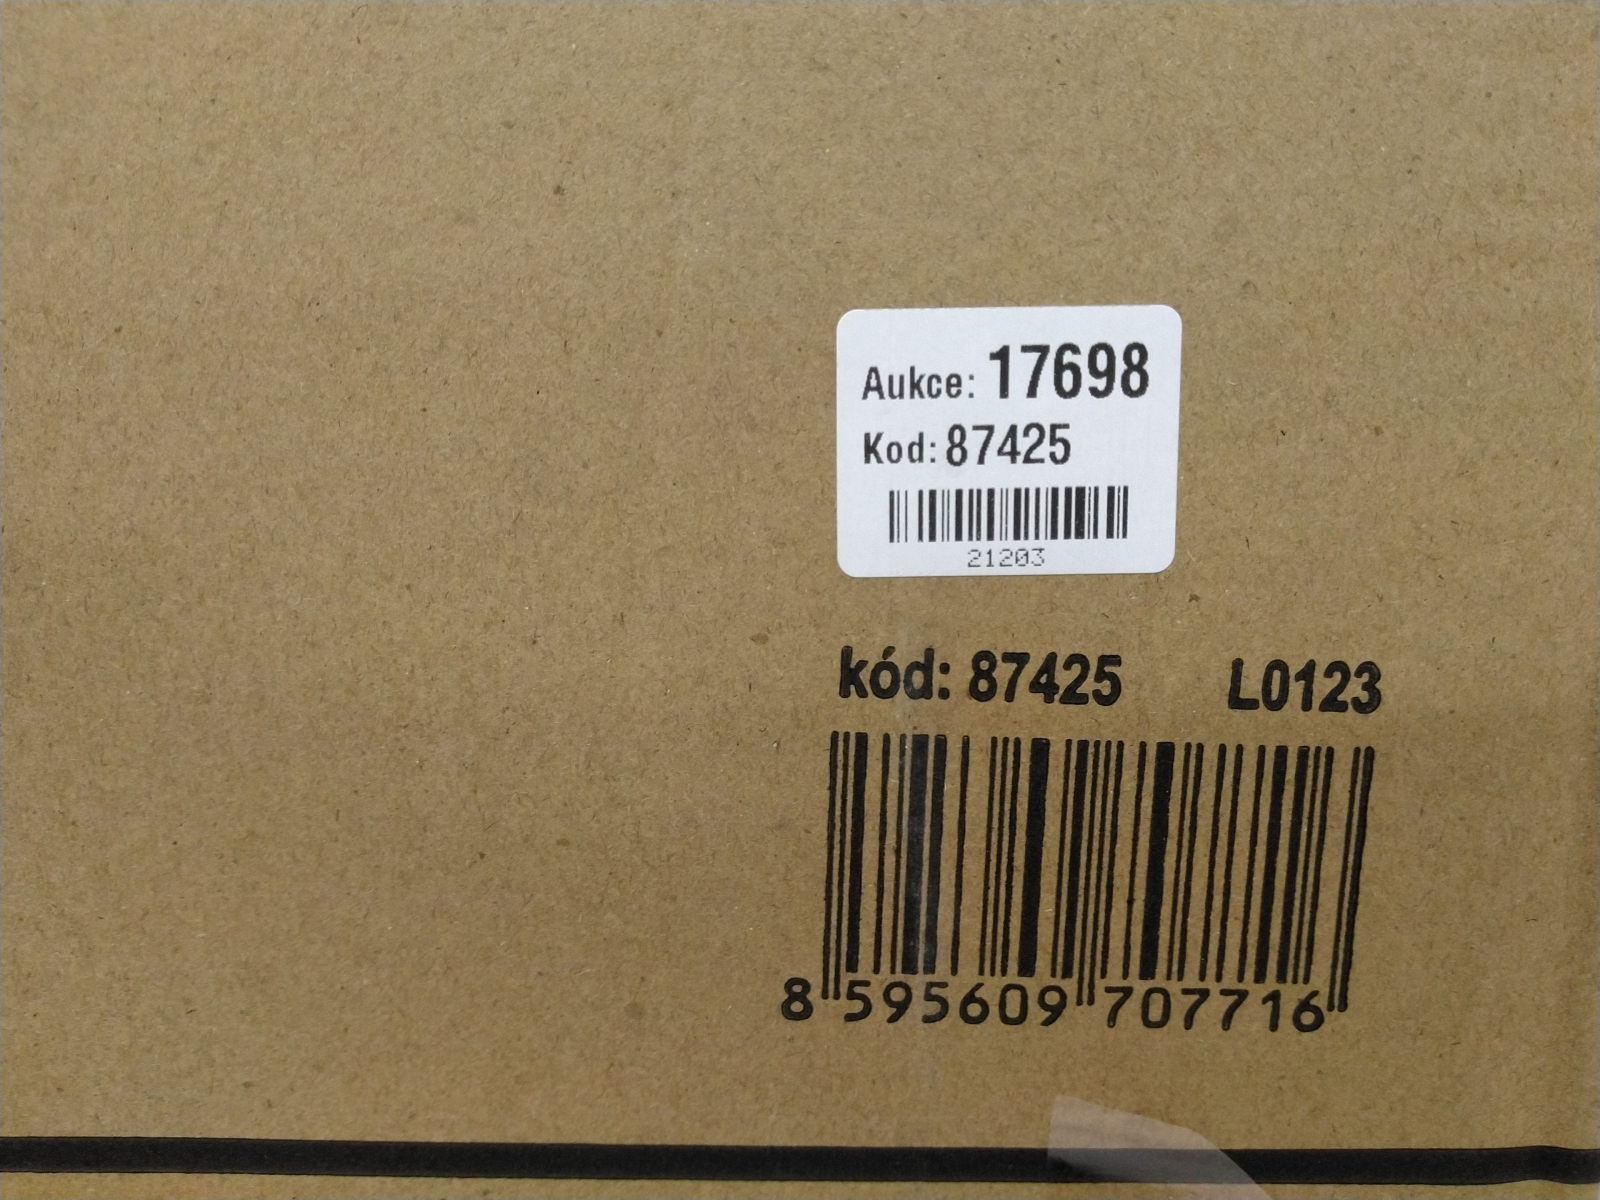 Aukce: 17698
Kod: 87425
21203
kód: 87425 L0123
8 595609 707716